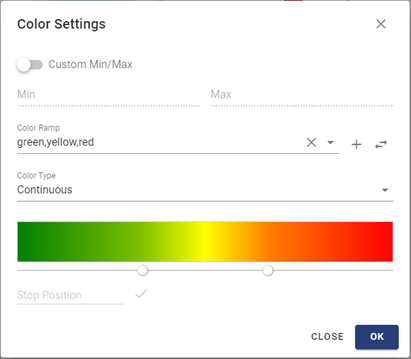 Color Settings
Custom Min/Max
Min Max
Color Ramp
green,yellow,red
Color Type
Continuous
Stop Position
CLOSE OK